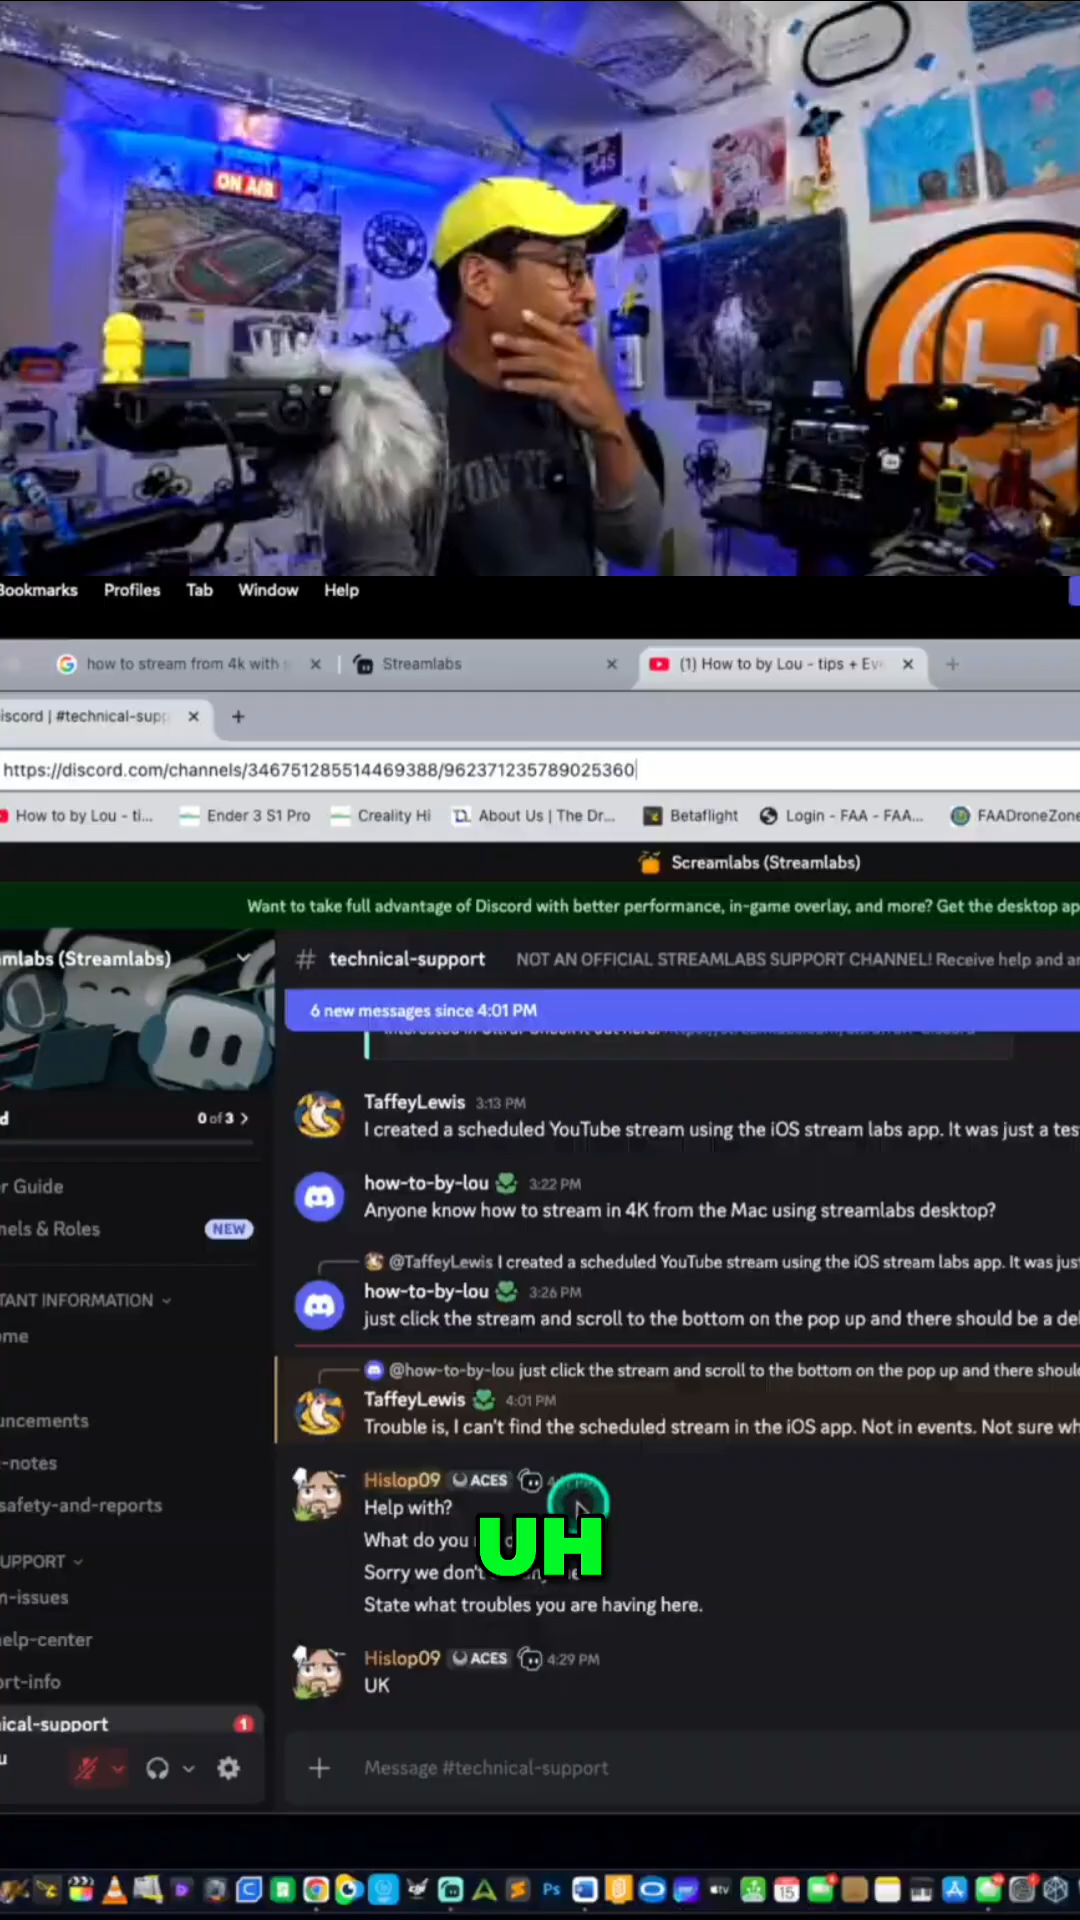 ON AIR
345
Bookmarks Profiles Tab Window Help
how to stream from 4k with
Streamlabs
(1) How to by Lou - tips + Eve
iscord | #technical-supp
https://discord.com/channels/346751285514469388/962371235789025360
How to by Lou - ti...
Ender 3 S1 Pro
Creality Hi
About Us | The Dr...
Betaflight
Login - FAA - FAA...
FAADroneZone
Screamlabs (Streamlabs)
Want to take full advantage of Discord with better performance, in-game overlay, and more? Get the desktop ap
mlabs (Streamlabs)
# technical-support
NOT AN OFFICIAL STREAMLABS SUPPORT CHANNEL! Receive help and an
6 new messages since 4:01 PM
d
0 of 3
TaffeyLewis 3:13 PM
I created a scheduled YouTube stream using the iOS stream labs app. It was just a tes
r Guide
nels & Roles NEW
how-to-by-lou 3:22 PM
Anyone know how to stream in 4K from the Mac using streamlabs desktop?
@TaffeyLewis I created a scheduled YouTube stream using the iOS stream labs app. It was jus
how-to-by-lou 3:26 PM
just click the stream and scroll to the bottom on the pop up and there should be a de
TANT INFORMATION
me
uncements
-notes
safety-and-reports
@how-to-by-lou just click the stream and scroll to the bottom on the pop up and there shoul
TaffeyLewis 4:01 PM
Trouble is, I can't find the scheduled stream in the iOS app. Not in events. Not sure wh
Hislop09 ACES
Help with?
What do you
Sorry we don't
State what troubles you are having here.
UH
UPPORT
n-issues
elp-center
rt-info
ical-support 1
Hislop09 ACES 4:29 PM
UK
u
Message #technical-support
Ps
tv
15